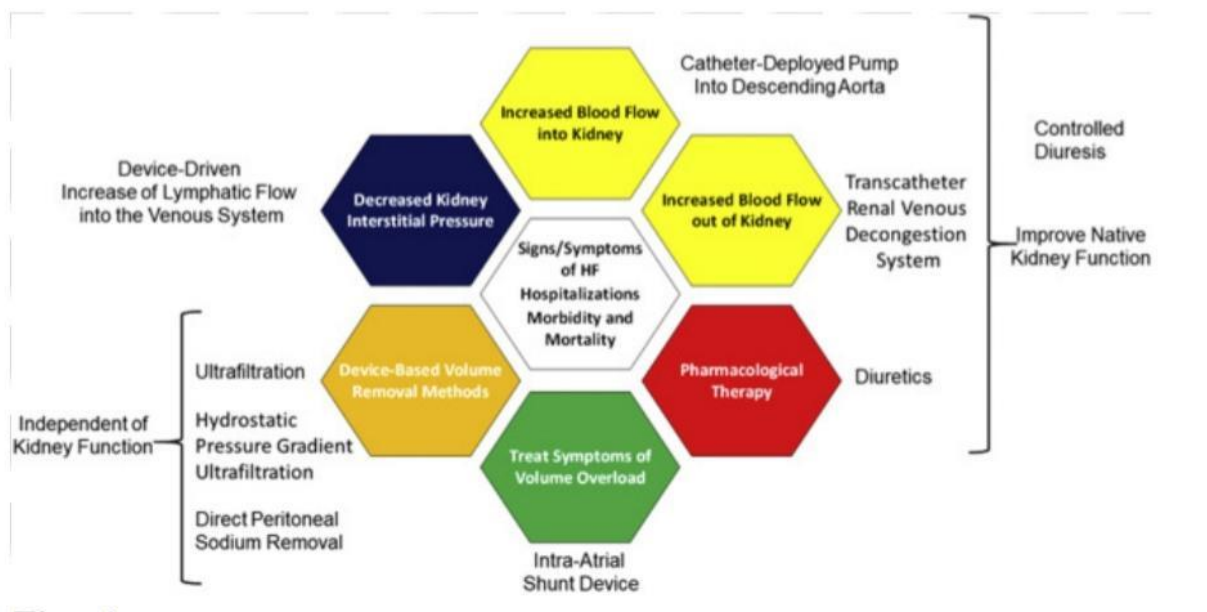 Catheter-Deployed Pump
Into Descending Aorta
Increased Blood Flow
into Kidney
Controlled
Diuresis
Device-Driven
Increase of Lymphatic Flow
into the Venous System
Decreased Kidney
Interstitial Pressure
Increased Blood Flow
out of Kidney
Transcatheter
Renal Venous
Decongestion
System
Improve Native
Kidney Function
Signs/Symptoms
of HF
Hospitalizations
Morbidity and
Mortality
Ultrafiltration
Device-Based Volume
Removal Methods
Pharmacological
Therapy
Diuretics
Independent of
Kidney Function
Hydrostatic
Pressure Gradient
Ultrafiltration
Treat Symptoms of
Volume Overload
Direct Peritoneal
Sodium Removal
Intra-Atrial
Shunt Device